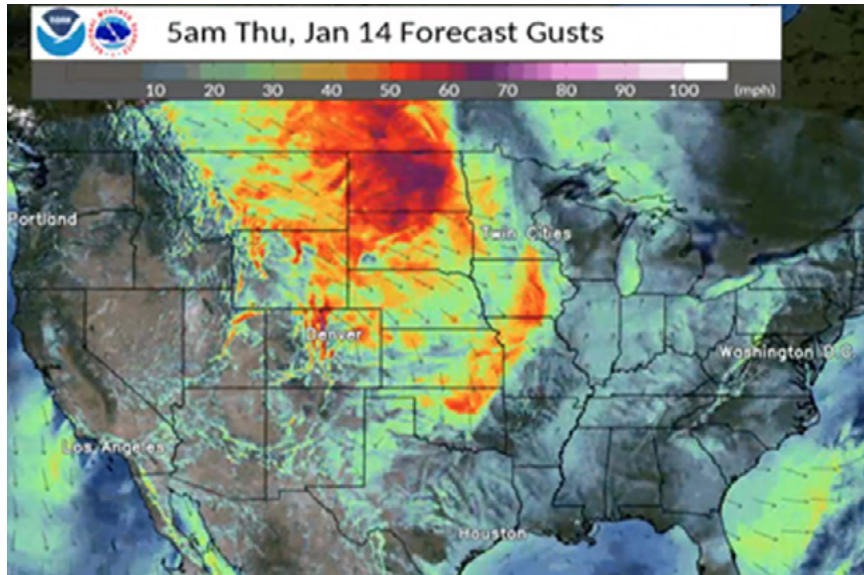 5am Thu, Jan 14 Forecast Gusts
10 20 30 40 50 60 70 80 90 100 (mph)
Portland
Twin Cities
Denver
Washington D.C.
Los Angeles
Houston